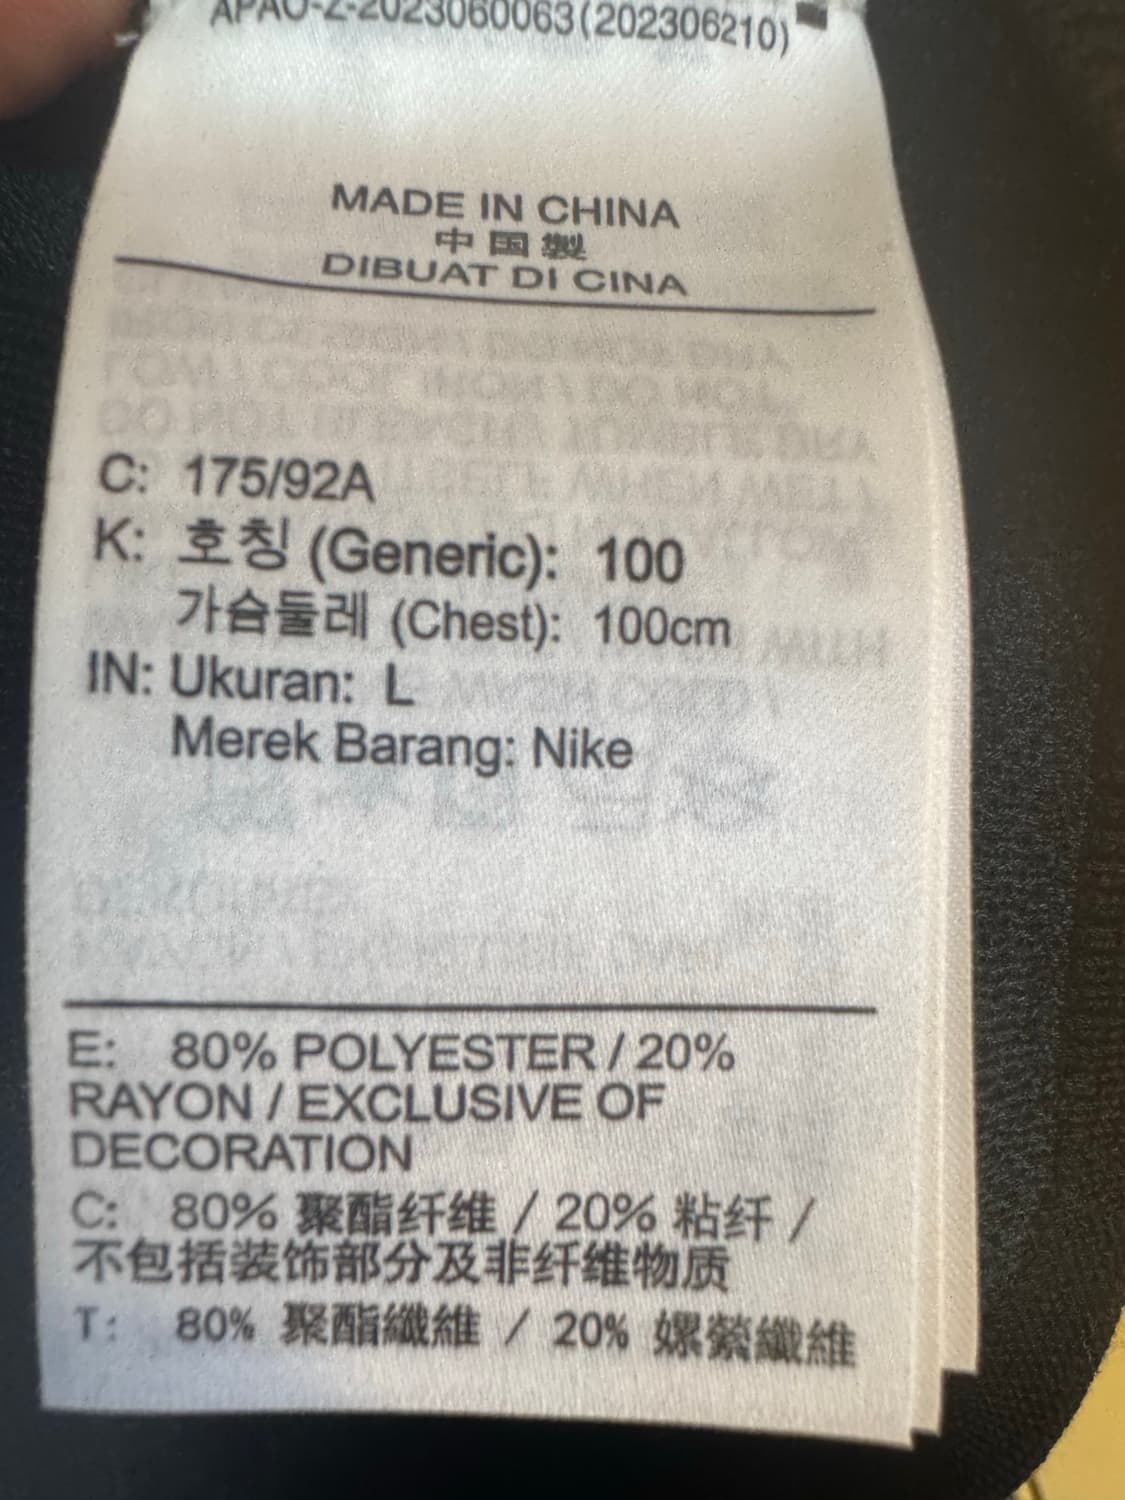 APAO-Z-2023060063(202306210)
MADE IN CHINA
中国製
DIBUAT DI CINA
C: 175/92A
K: 호칭 (Generic): 100
가슴둘레 (Chest): 100cm
IN: Ukuran: L
Merek Barang: Nike
E: 80% POLYESTER / 20%
RAYON / EXCLUSIVE OF
DECORATION
C: 80% 聚酯纤维 / 20% 粘纤 /
不包括装饰部分及非纤维物质
T: 80% 聚酯纖維 / 20% 嫘縈纖維